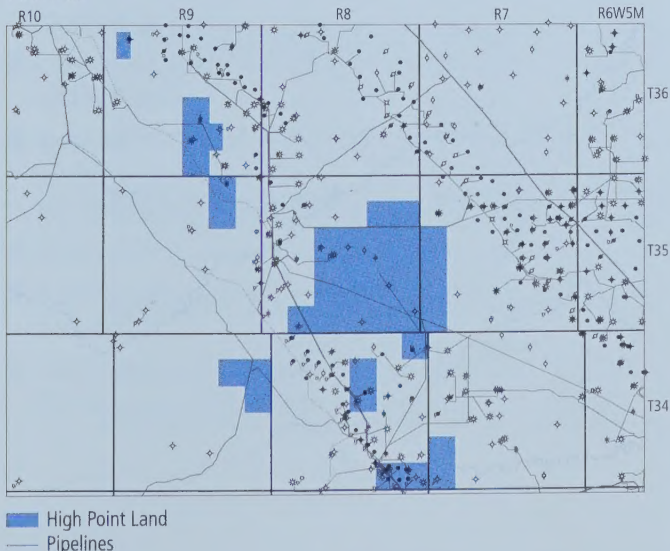 R10 R9 R8 R7 R6W5M
T36
T35
T34
High Point Land
Pipelines